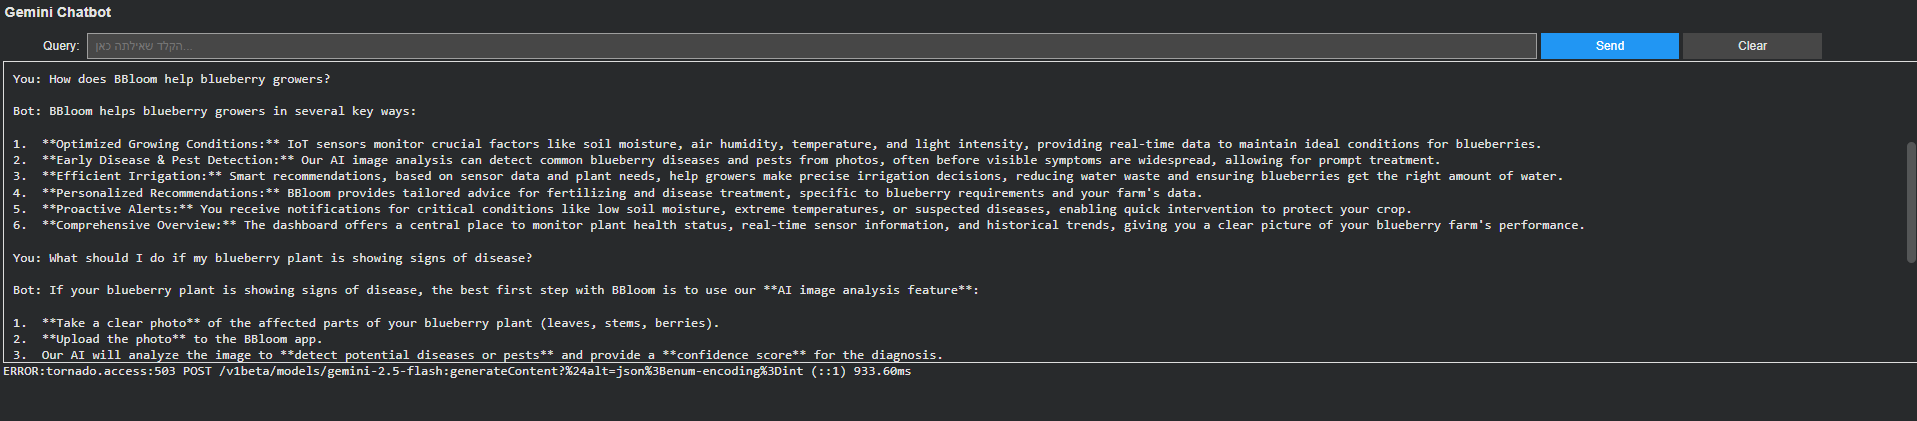 Gemini Chatbot
Query: הקלד שאילתה כאן... Send Clear
You: How does BBloom help blueberry growers?
Bot: BBloom helps blueberry growers in several key ways:
1. **Optimized Growing Conditions:** IoT sensors monitor crucial factors like soil moisture, air humidity, temperature, and light intensity, providing real-time data to maintain ideal conditions for blueberries.
2. **Early Disease & Pest Detection:** Our AI image analysis can detect common blueberry diseases and pests from photos, often before visible symptoms are widespread, allowing for prompt treatment.
3. **Efficient Irrigation:** Smart recommendations, based on sensor data and plant needs, help growers make precise irrigation decisions, reducing water waste and ensuring blueberries get the right amount of water.
4. **Personalized Recommendations:** BBloom provides tailored advice for fertilizing and disease treatment, specific to blueberry requirements and your farm's data.
5. **Proactive Alerts:** You receive notifications for critical conditions like low soil moisture, extreme temperatures, or suspected diseases, enabling quick intervention to protect your crop.
6. **Comprehensive Overview:** The dashboard offers a central place to monitor plant health status, real-time sensor information, and historical trends, giving you a clear picture of your blueberry farm's performance.
You: What should I do if my blueberry plant is showing signs of disease?
Bot: If your blueberry plant is showing signs of disease, the best first step with BBloom is to use our **AI image analysis feature**:
1. **Take a clear photo** of the affected parts of your blueberry plant (leaves, stems, berries).
2. **Upload the photo** to the BBloom app.
3. Our AI will analyze the image to **detect potential diseases or pests** and provide a **confidence score** for the diagnosis.
ERROR:tornado.access:503 POST /v1beta/models/gemini-2.5-flash:generateContent?%24alt=json%3Benum-encoding%3Dint (::1) 933.60ms